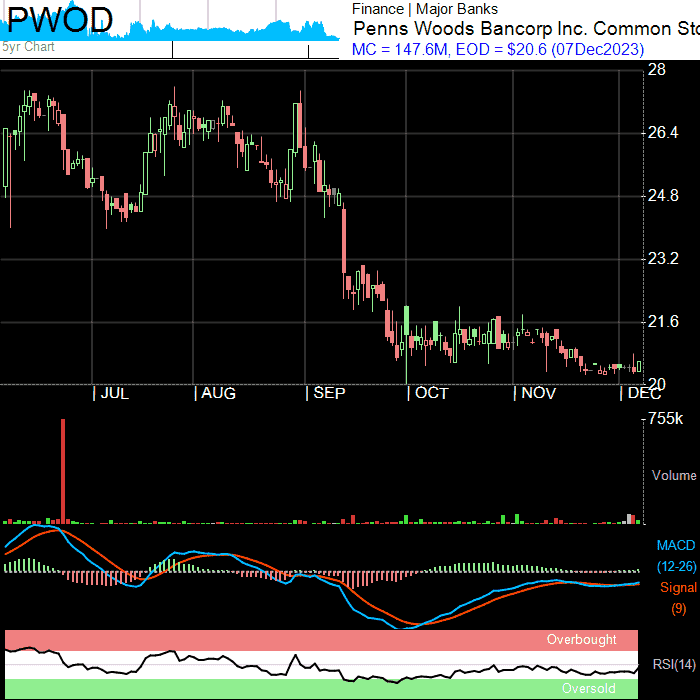 PWOD
5yr Chart
Finance | Major Banks
Penns Woods Bancorp Inc. Common Sto
MC = 147.6M, EOD = $20.6 (07Dec2023)
28
26.4
24.8
23.2
21.6
20
| JUL | AUG | SEP | OCT | NOV | DEC
755k
Volume
MACD
(12-26)
Signal
(9)
Overbought
RSI(14)
Oversold